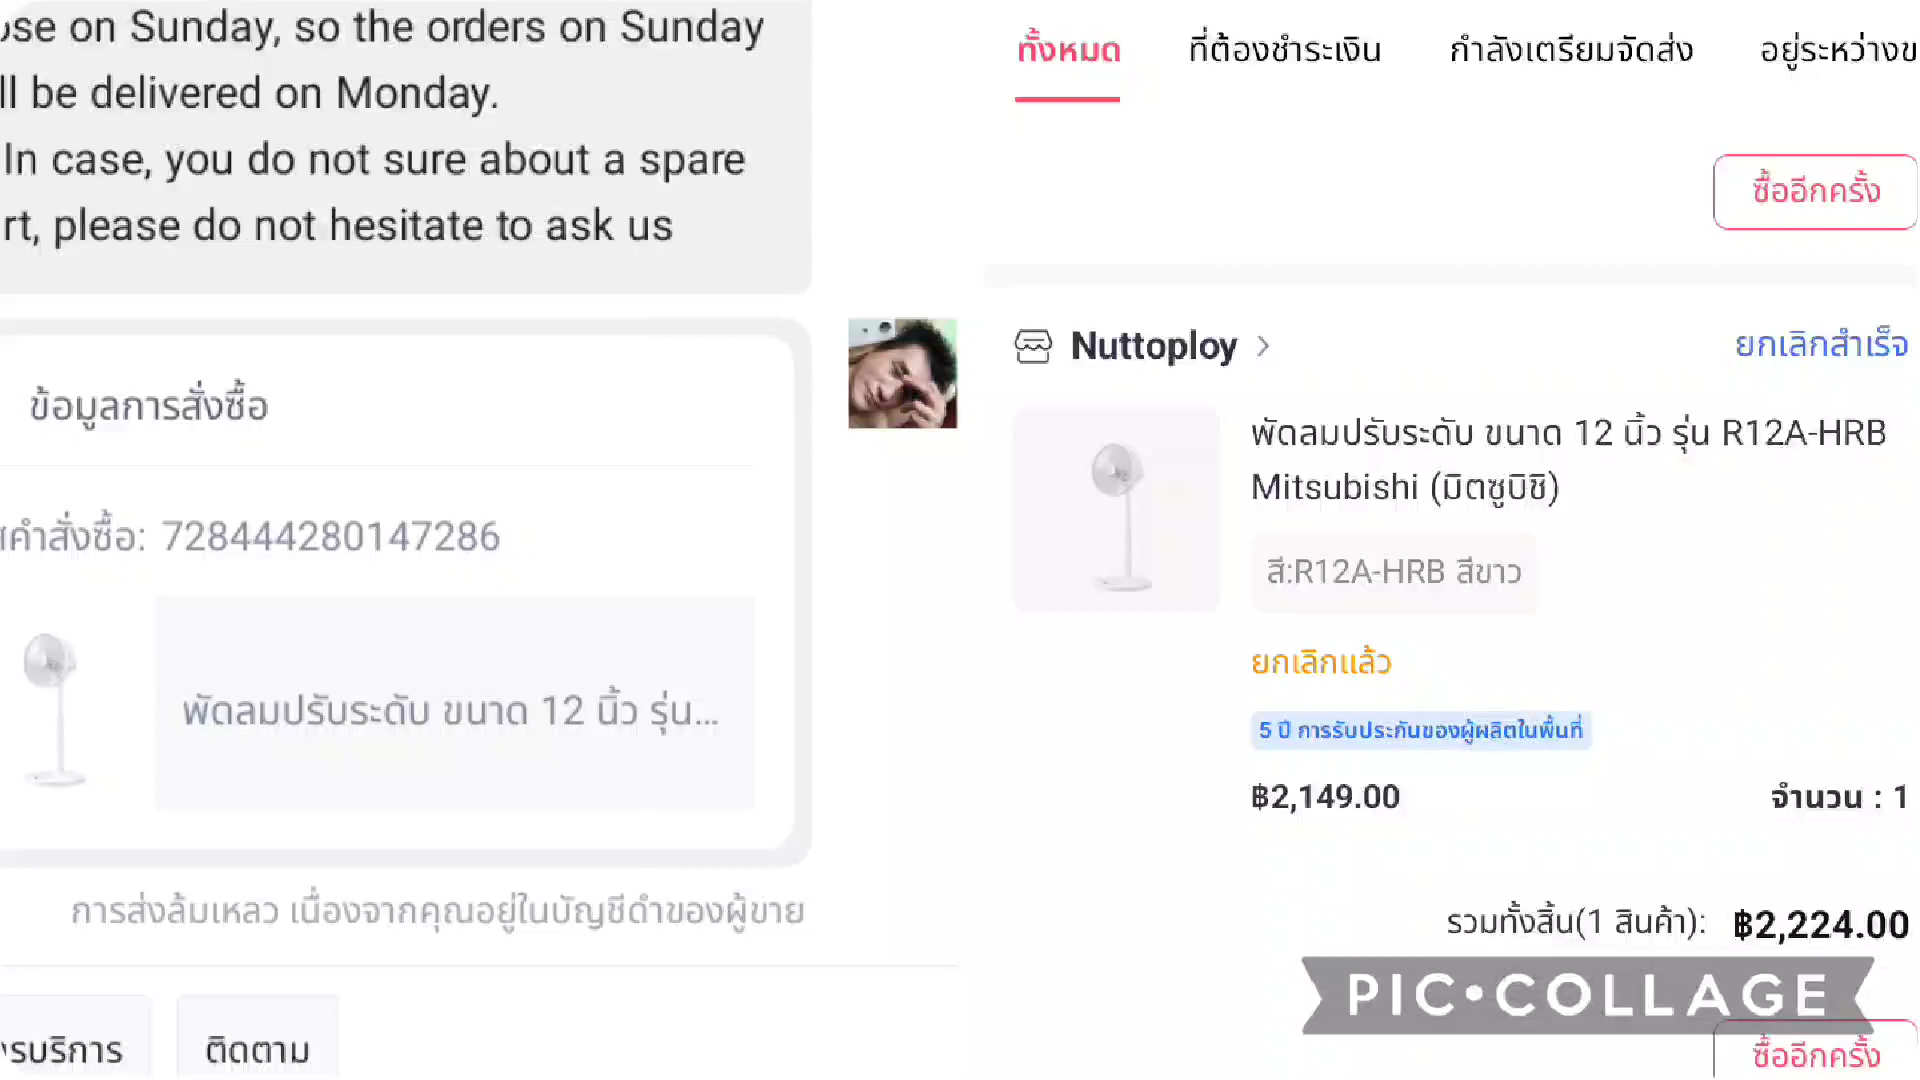 ose on Sunday, so the orders on Sunday
ll be delivered on Monday.
In case, you do not sure about a spare
rt, please do not hesitate to ask us
ข้อมูลการสั่งซื้อ
สคำสั่งซื้อ: 728444280147286
พัดลมปรับระดับ ขนาด 12 นิ้ว รุ่น...
การส่งล้มเหลว เนื่องจากคุณอยู่ในบัญชีดำของผู้ขาย
ารบริการ
ติดตาม
ทั้งหมด ที่ต้องชำระเงิน กำลังเตรียมจัดส่ง อยู่ระหว่างข
ซื้ออีกครั้ง
Nuttoploy > ยกเลิกสำเร็จ
พัดลมปรับระดับ ขนาด 12 นิ้ว รุ่น R12A-HRB
Mitsubishi (มิตซูบิชิ)
สี:R12A-HRB สีขาว
ยกเลิกแล้ว
5 ปี การรับประกันของผู้ผลิตในพื้นที่
฿2,149.00 จำนวน : 1
รวมทั้งสิ้น(1 สินค้า): ฿2,224.00
PIC•COLLAGE
ซื้ออีกครั้ง